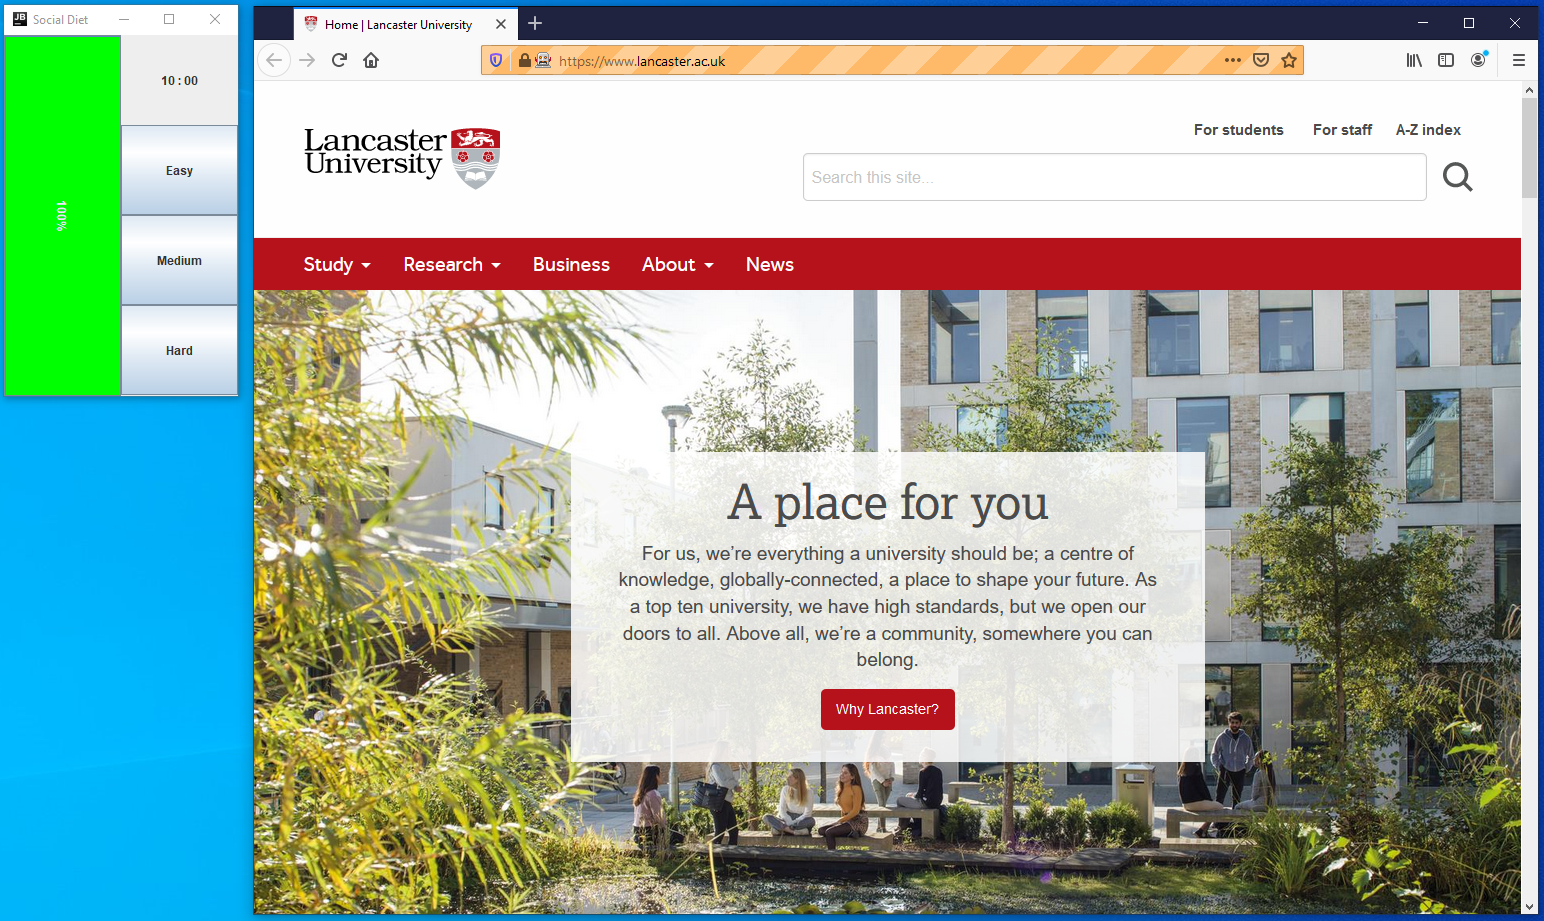 JB
Social Diet
10 : 00
Easy
100%
Medium
Hard
Home | Lancaster University
https://www.lancaster.ac.uk
Lancaster
University
For students
For staff
A-Z index
Search this site...
Study
Research
Business
About
News
A place for you
For us, we’re everything a university should be; a centre of
knowledge, globally-connected, a place to shape your future. As
a top ten university, we have high standards, but we open our
doors to all. Above all, we’re a community, somewhere you can
belong.
Why Lancaster?